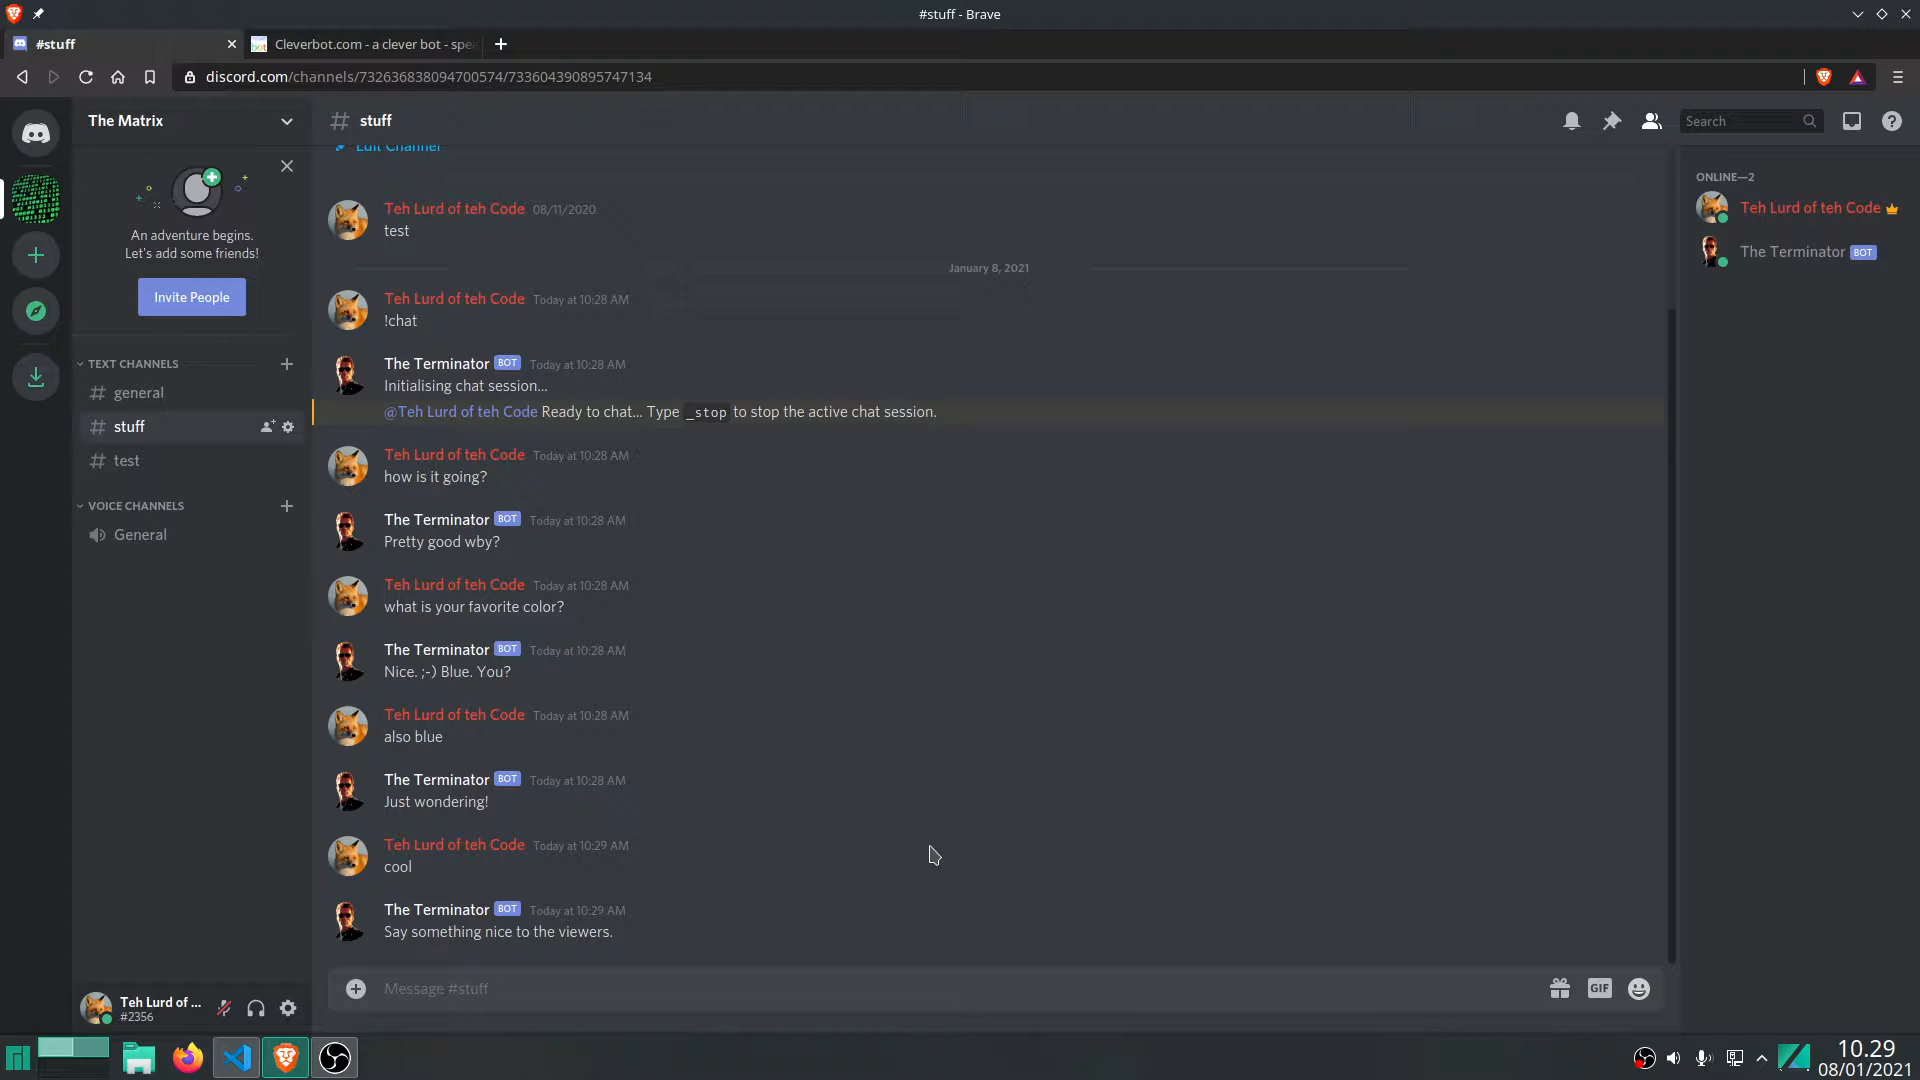 #stuff - Brave
#stuff
Cleverbot.com - a clever bot - spe
discord.com/channels/732636838094700574/733604390895747134
The Matrix
# stuff
Search
Edit Channel
An adventure begins.
Let's add some friends!
Invite People
TEXT CHANNELS
# general
# stuff
# test
VOICE CHANNELS
General
Teh Lurd of teh Code 08/11/2020
test
January 8, 2021
Teh Lurd of teh Code Today at 10:28 AM
!chat
The Terminator BOT Today at 10:28 AM
Initialising chat session...
@Teh Lurd of teh Code Ready to chat... Type _stop to stop the active chat session.
Teh Lurd of teh Code Today at 10:28 AM
how is it going?
The Terminator BOT Today at 10:28 AM
Pretty good wby?
Teh Lurd of teh Code Today at 10:28 AM
what is your favorite color?
The Terminator BOT Today at 10:28 AM
Nice. ;-) Blue. You?
Teh Lurd of teh Code Today at 10:28 AM
also blue
The Terminator BOT Today at 10:28 AM
Just wondering!
Teh Lurd of teh Code Today at 10:29 AM
cool
The Terminator BOT Today at 10:29 AM
Say something nice to the viewers.
Message #stuff
GIF
ONLINE—2
Teh Lurd of teh Code
The Terminator BOT
Teh Lurd of ...
#2356
10.29
08/01/2021